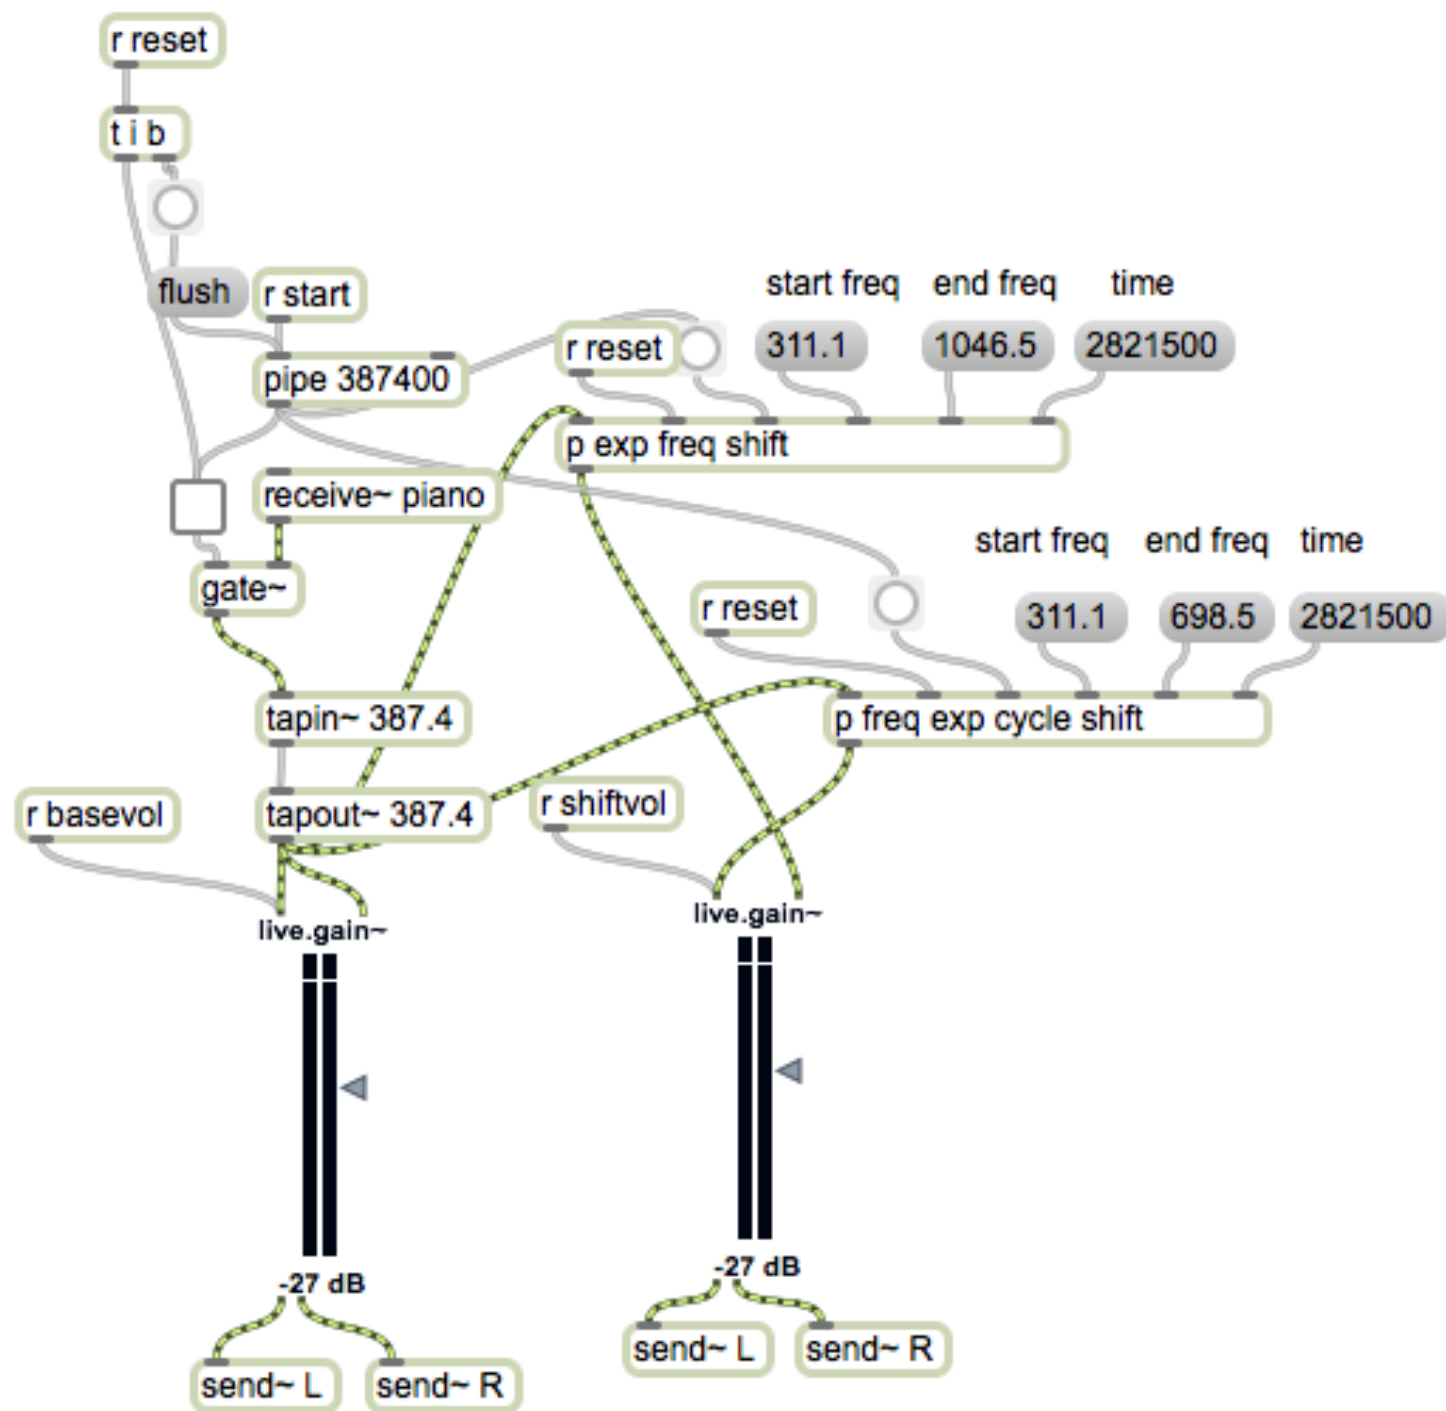 r reset
t i b
flush
r start
start freq
end freq
time
pipe 387400
r reset
311.1
1046.5
2821500
p exp freq shift
receive~ piano
start freq
end freq
time
gate~
r reset
311.1
698.5
2821500
tapin~ 387.4
p freq exp cycle shift
r basevol
tapout~ 387.4
r shiftvol
live.gain~
live.gain~
-27 dB
-27 dB
send~ L
send~ R
send~ L
send~ R